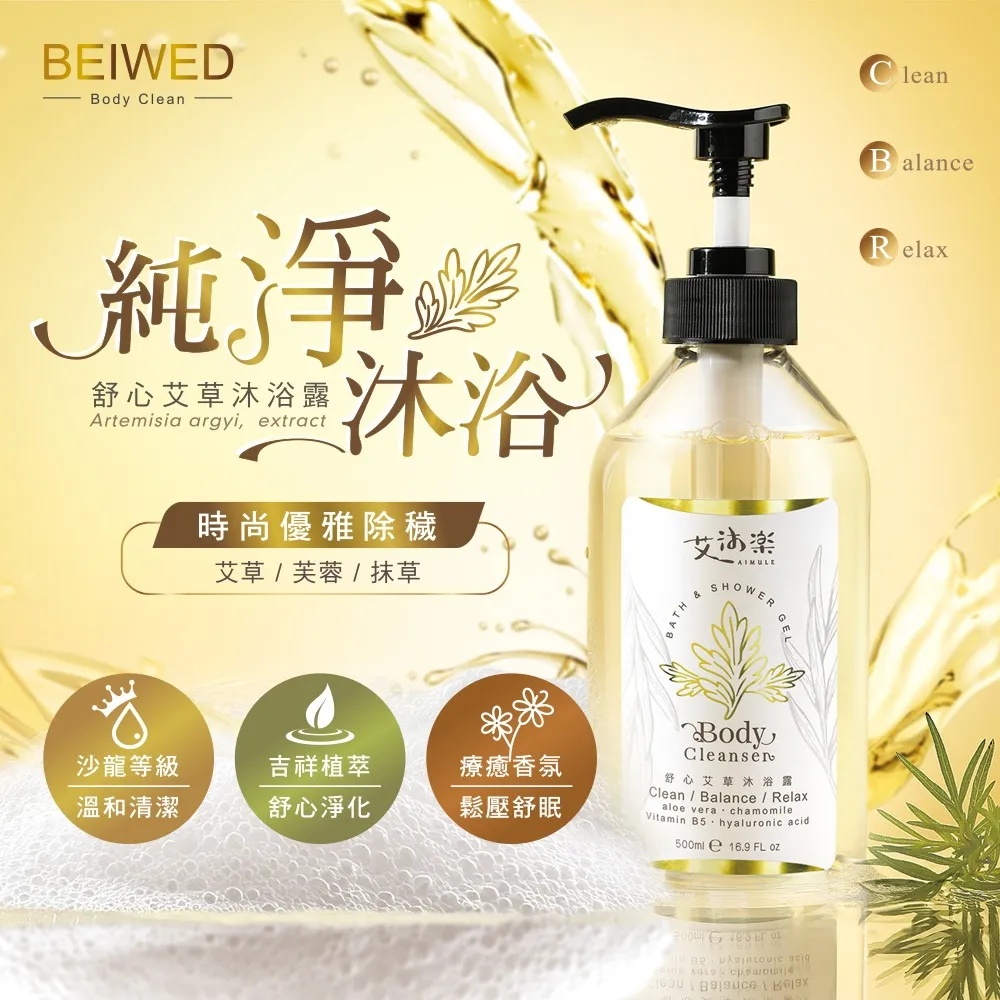 BEIWED
Body Clean
Clean
Balance
Relax
純淨
沐浴
舒心艾草沐浴露
Artemisia argyi, extract
時尚優雅除穢
艾草 / 芙蓉 / 抹草
沙龍等級
溫和清潔
吉祥植萃
舒心淨化
療癒香氛
鬆壓舒眠
艾沐楽
AIMULE
BATH & SHOWER GEL
Body
Cleanser
舒心艾草沐浴露
Clean / Balance / Relax
aloe vera · chamomile
Vitamin B5 · hyaluronic acid
500ml ℮ 16.9 FL oz